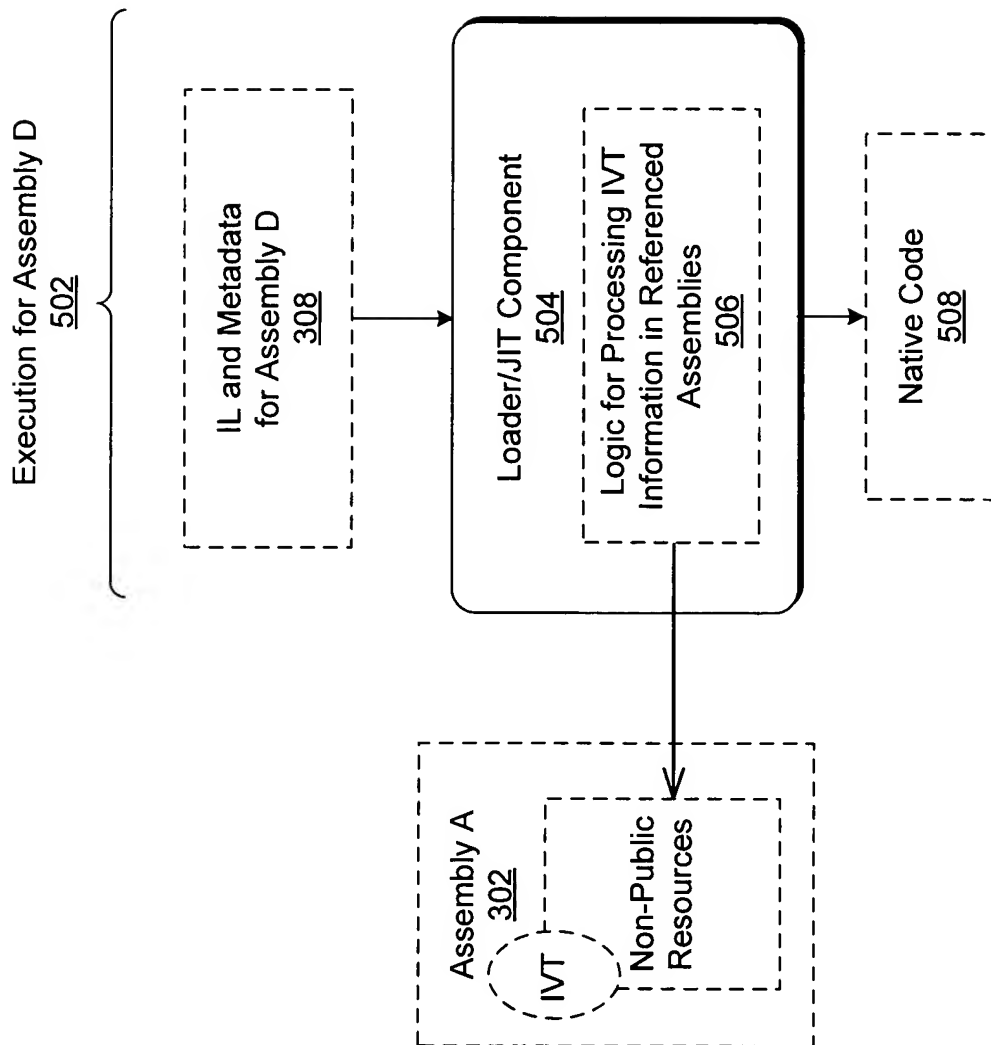 Execution for Assembly D
502
IL and Metadata
for Assembly D
308
Loader/JIT Component
504
Logic for Processing IVT
Information in Referenced
Assemblies
506
Native Code
508
Assembly A
302
IVT
Non-Public
Resources